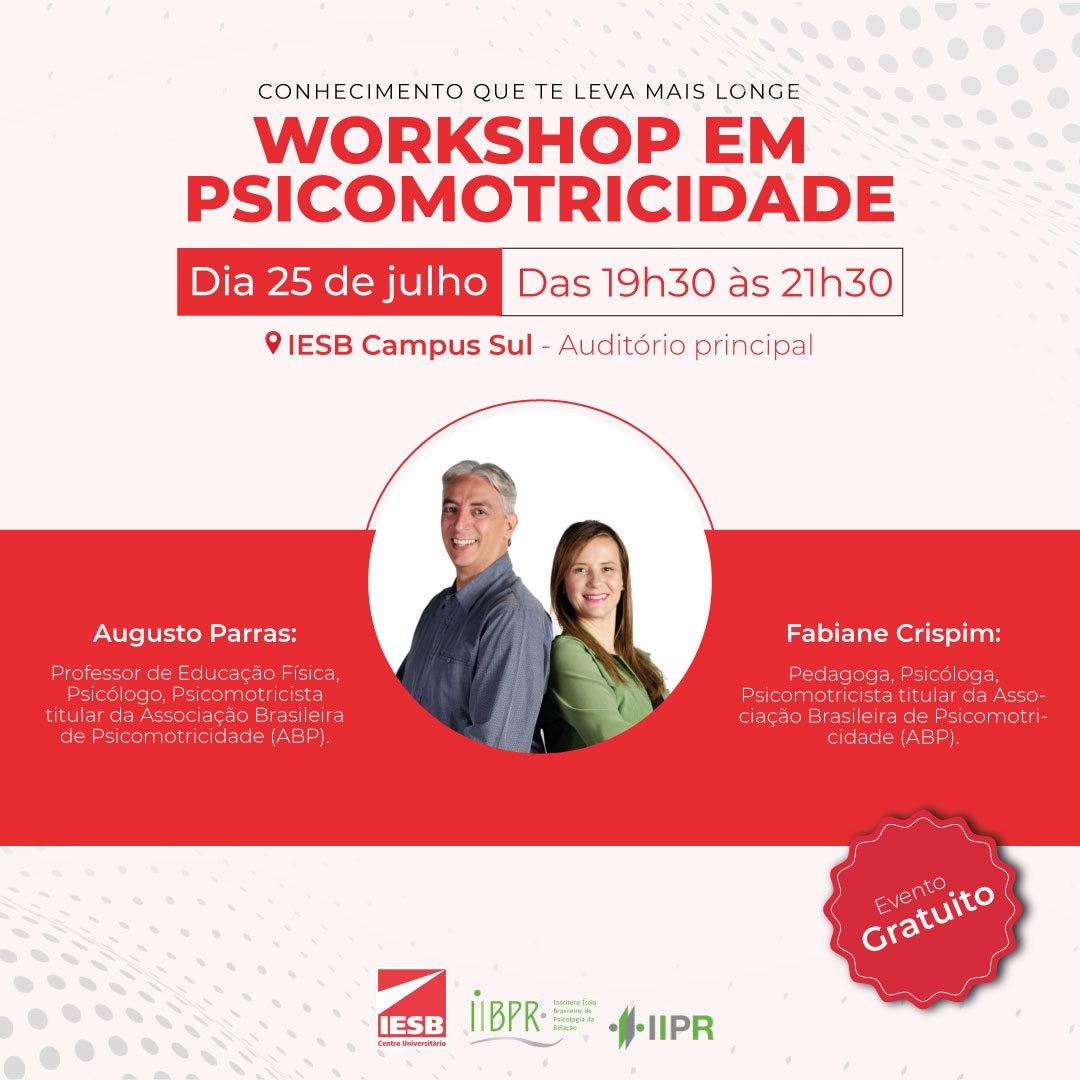 CONHECIMENTO QUE TE LEVA MAIS LONGE
WORKSHOP EM
PSICOMOTRICIDADE
Dia 25 de julho
Das 19h30 às 21h30
IESB Campus Sul - Auditório principal
Augusto Parras:
Professor de Educação Física,
Psicólogo, Psicomotricista
titular da Associação Brasileira
de Psicomotricidade (ABP).
Fabiane Crispim:
Pedagoga, Psicóloga,
Psicomotricista titular da Asso-
ciação Brasileira de Psicomotri-
cidade (ABP).
Evento
Gratuito
IESB
Centro Universitário
iiBPR
Instituto Ítalo
Brasileiro de
Psicologia da
Relação
IIPR